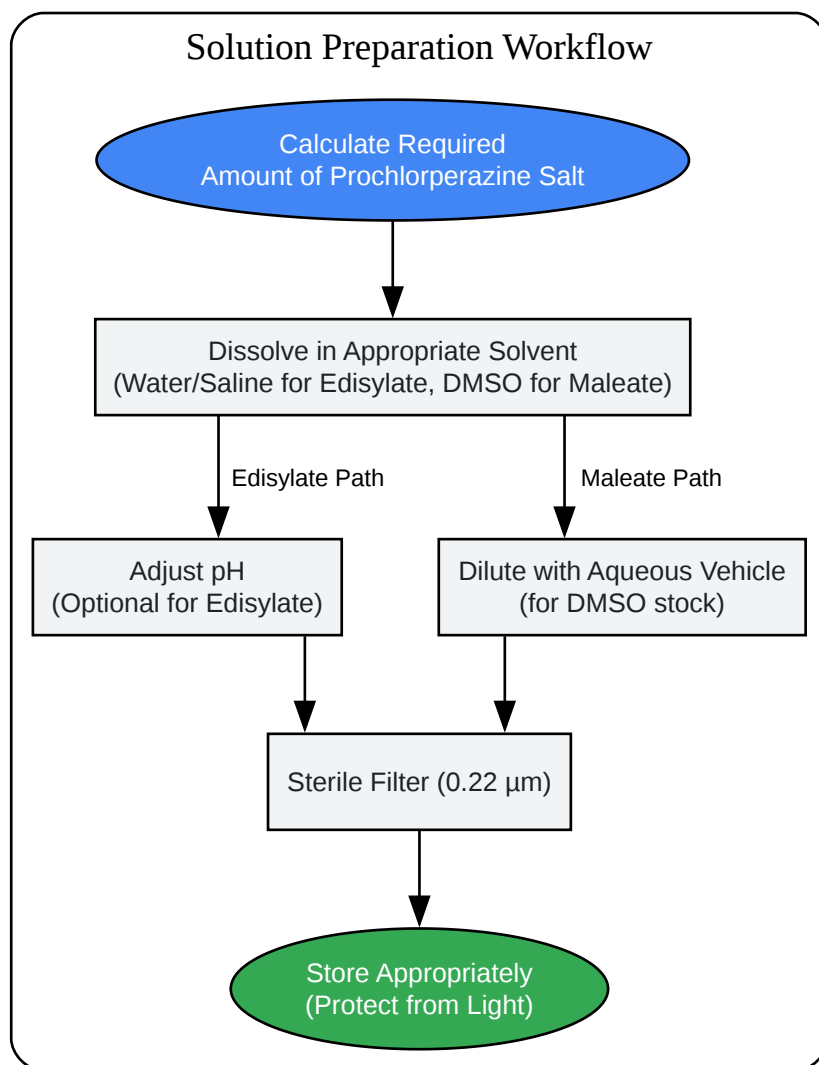 Solution Preparation Workflow
Calculate Required
Amount of Prochlorperazine Salt
Dissolve in Appropriate Solvent
(Water/Saline for Edisylate, DMSO for Maleate)
Edisylate Path
Maleate Path
Adjust pH
(Optional for Edisylate)
Dilute with Aqueous Vehicle
(for DMSO stock)
Sterile Filter (0.22 µm)
Store Appropriately
(Protect from Light)